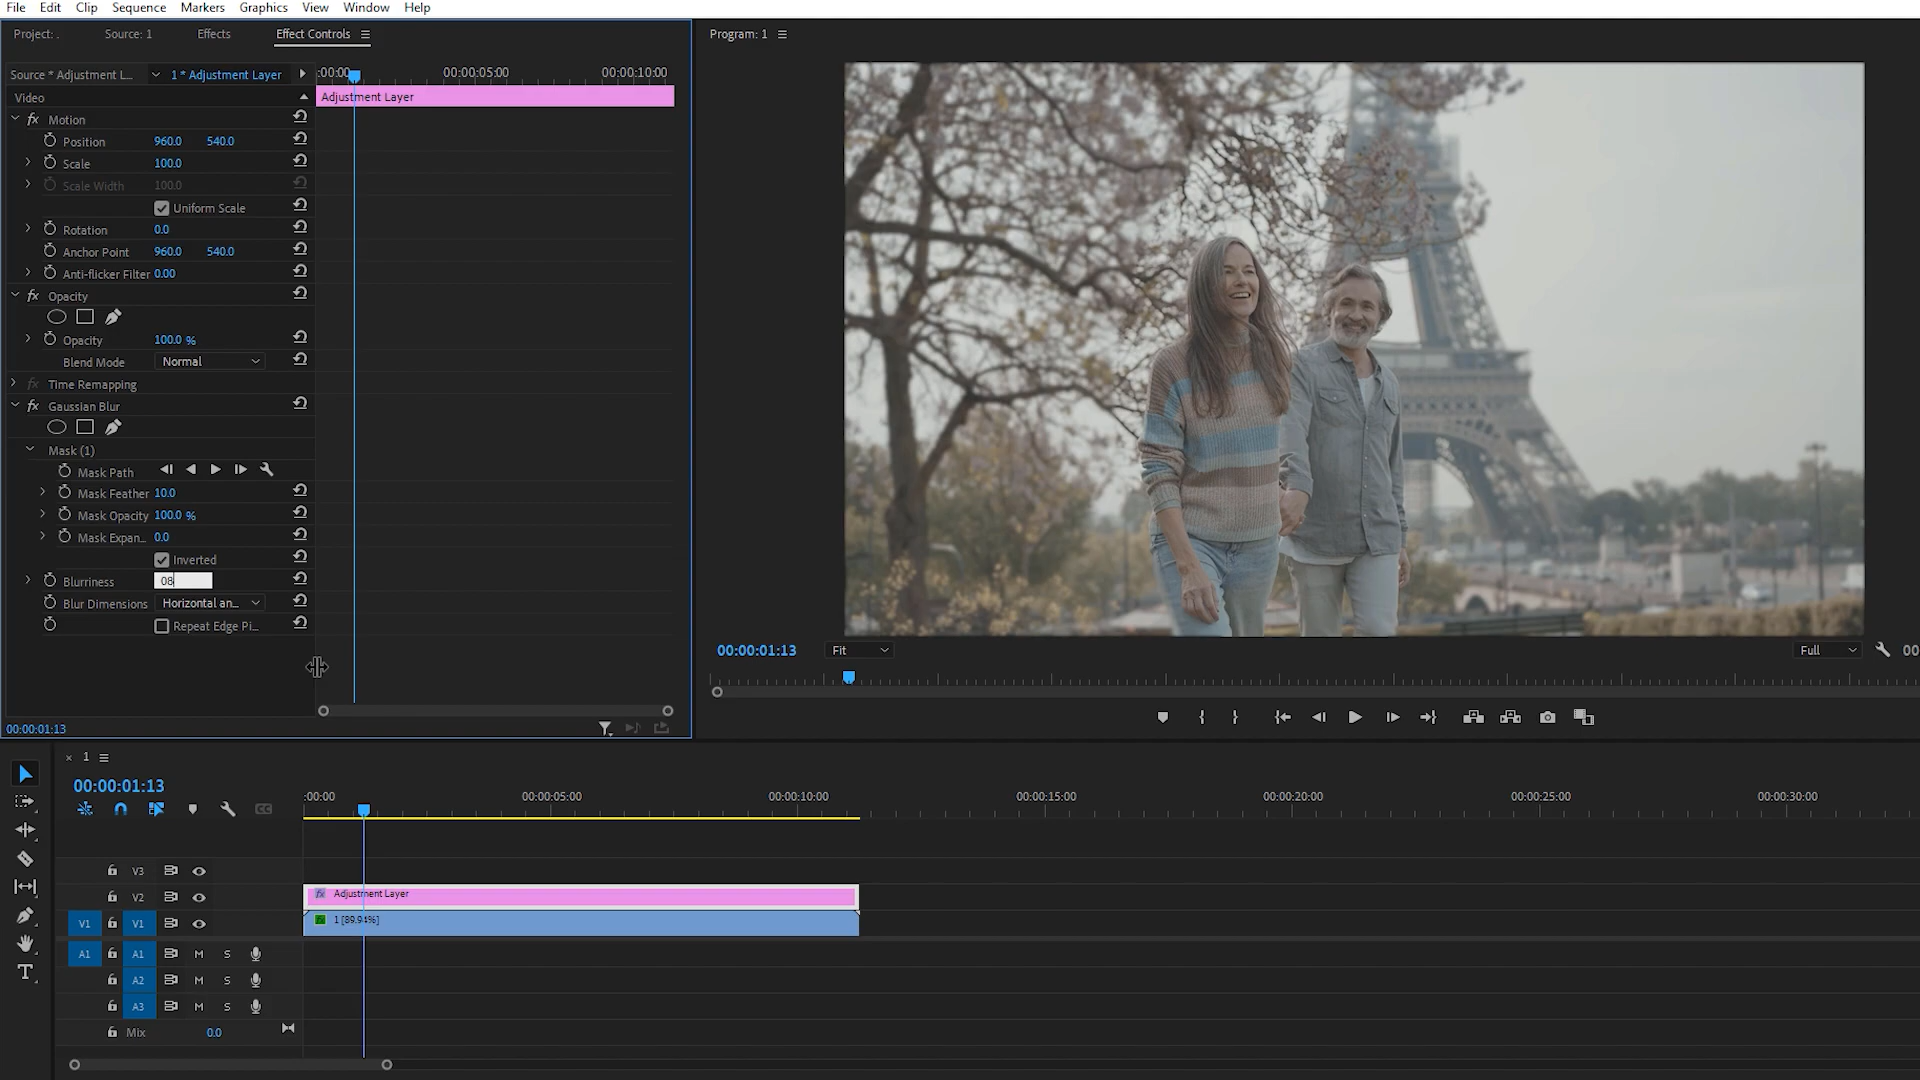 File Edit Clip Sequence Markers Graphics View Window Help
Project: . Source: 1 Effects Effect Controls
Source * Adjustment L... 1 * Adjustment Layer :00:00 00:00:05:00 00:00:10:00
Video Adjustment Layer
fx Motion
Position 960.0 540.0
Scale 100.0
Scale Width 100.0
Uniform Scale
Rotation 0.0
Anchor Point 960.0 540.0
Anti-flicker Filter 0.00
fx Opacity
Opacity 100.0 %
Blend Mode Normal
fx Time Remapping
fx Gaussian Blur
Mask (1)
Mask Path
Mask Feather 10.0
Mask Opacity 100.0 %
Mask Expan... 0.0
Inverted
Blurriness 08
Blur Dimensions Horizontal an...
Repeat Edge Pi...
00:00:01:13
Program: 1
00:00:01:13 Fit Full 00
× 1
00:00:01:13
:00:00 00:00:05:00 00:00:10:00 00:00:15:00 00:00:20:00 00:00:25:00 00:00:30:00
V3
V2 fx Adjustment Layer
V1 V1 1 [89.94%]
A1 A1 M S
A2 M S
A3 M S
Mix 0.0